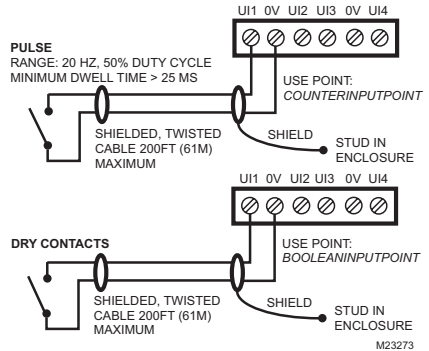 UI1 0V UI2 UI3 0V UI4
PULSE
RANGE: 20 HZ, 50% DUTY CYCLE
MINIMUM DWELL TIME > 25 MS
USE POINT:
COUNTERINPUTPOINT
SHIELDED, TWISTED
CABLE 200FT (61M)
MAXIMUM
SHIELD
STUD IN
ENCLOSURE
UI1 0V UI2 UI3 0V UI4
DRY CONTACTS
USE POINT:
BOOLEANINPUTPOINT
SHIELDED, TWISTED
CABLE 200FT (61M)
MAXIMUM
SHIELD
STUD IN
ENCLOSURE
M23273